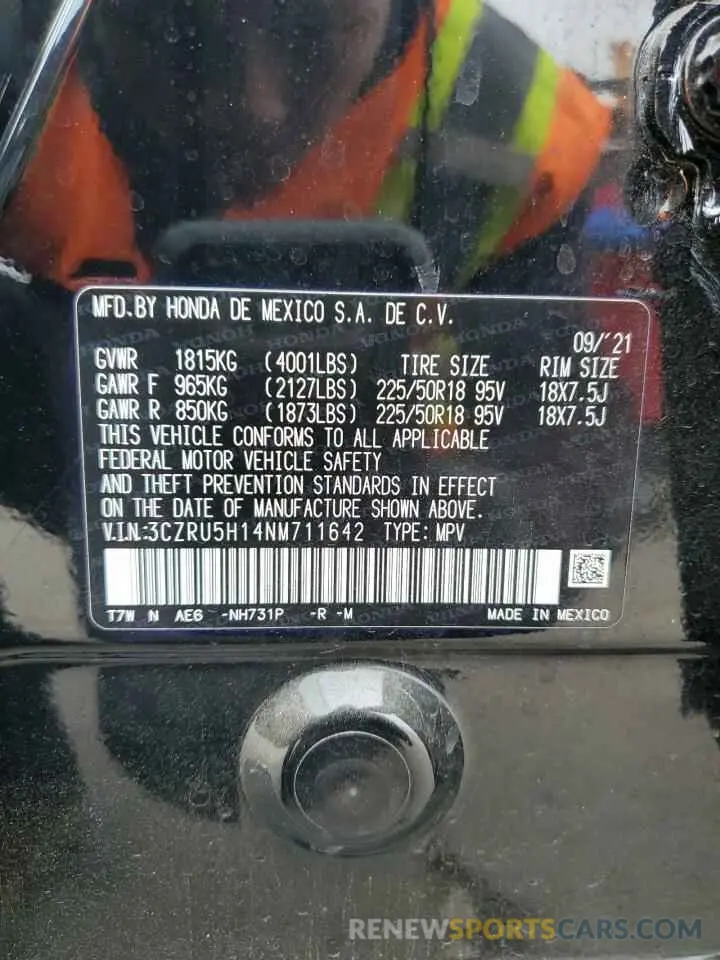 MFD.BY HONDA DE MEXICO S.A. DE C.V.
09/'21
GVWR 1815KG (4001LBS) TIRE SIZE RIM SIZE
GAWR F 965KG (2127LBS) 225/50R18 95V 18X7.5J
GAWR R 850KG (1873LBS) 225/50R18 95V 18X7.5J
THIS VEHICLE CONFORMS TO ALL APPLICABLE
FEDERAL MOTOR VEHICLE SAFETY
AND THEFT PREVENTION STANDARDS IN EFFECT
ON THE DATE OF MANUFACTURE SHOWN ABOVE.
V.I.N.:3CZRU5H14NM711642 TYPE: MPV
T7W N AE6 -NH731P -R -M MADE IN MEXICO
RENEWSPORTSCARS.COM